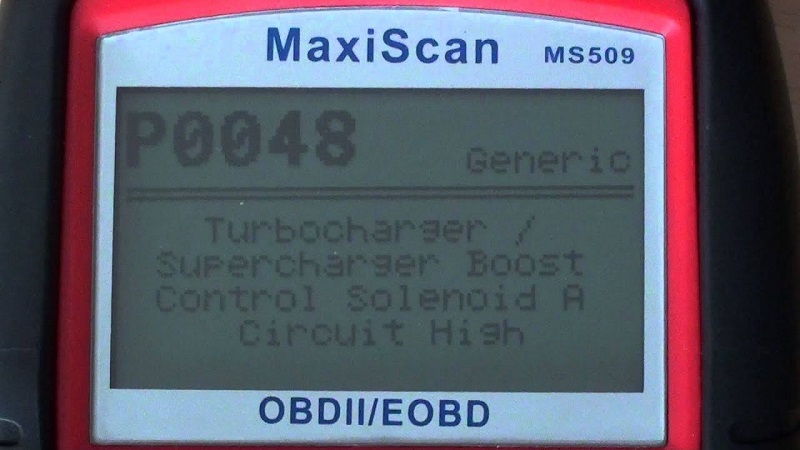 MaxiScan MS509
P0048
Generic
Turbocharger /
Supercharger Boost
Control Solenoid A
Circuit High
OBDII/EOBD